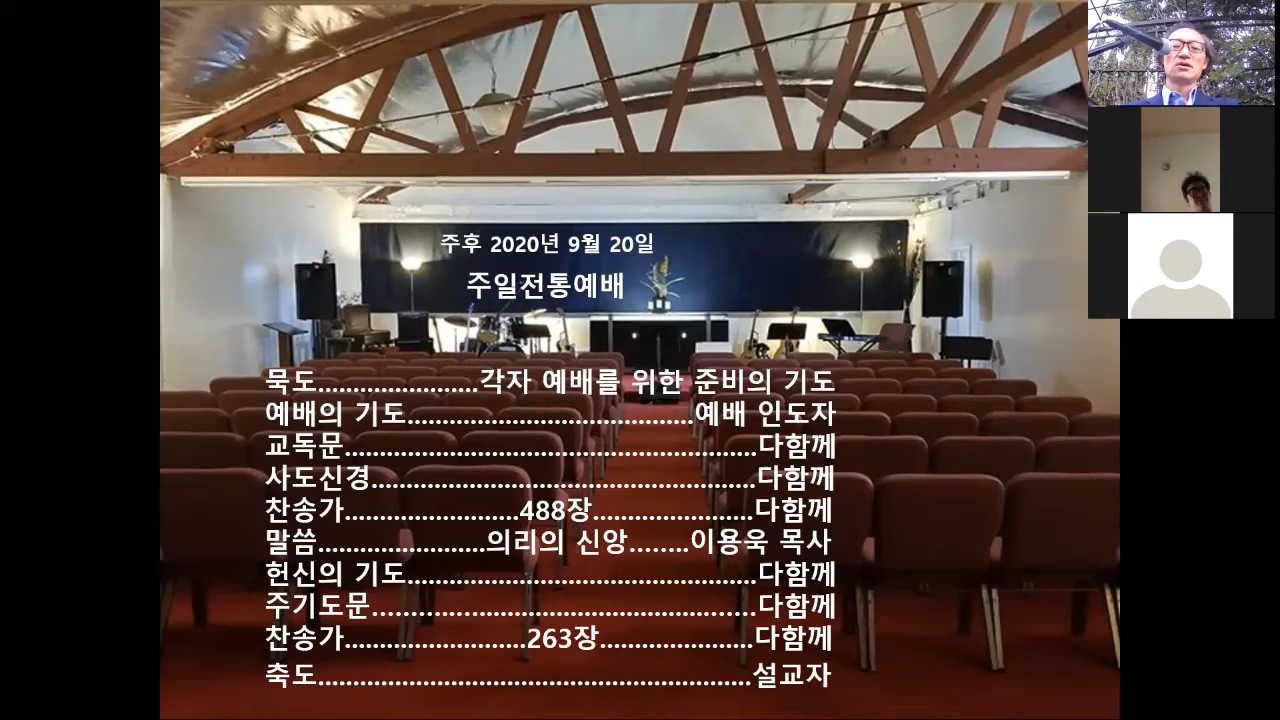 주후 2020년 9월 20일
주일전통예배
묵도........................각자 예배를 위한 준비의 기도
예배의 기도..........................................예배 인도자
교독문.............................................................다함께
사도신경.........................................................다함께
찬송가..........................488장........................다함께
말씀.........................의리의 신앙........이용욱 목사
헌신의 기도....................................................다함께
주기도문.........................................................다함께
찬송가...........................263장.......................다함께
축도................................................................설교자